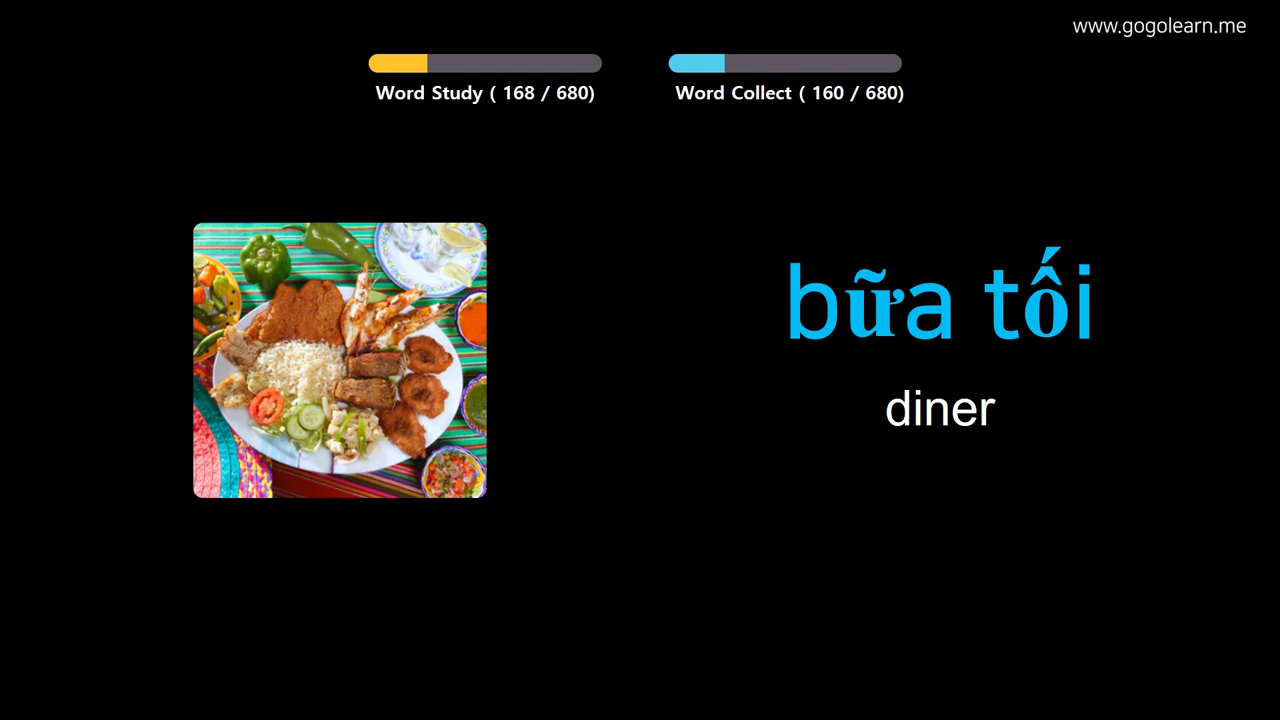 www.gogolearn.me
Word Study ( 168 / 680)
Word Collect ( 160 / 680)
bữa tối
diner